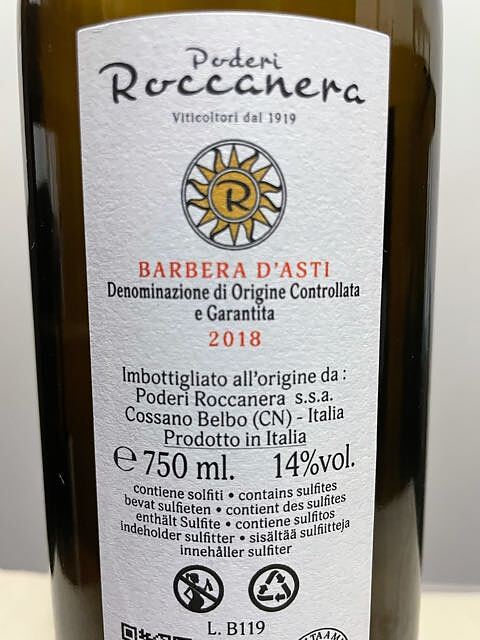 Poderi
Roccanera
Viticoltori dal 1919
R
BARBERA D'ASTI
Denominazione di Origine Controllata
e Garantita
2018
Imbottigliato all'origine da :
Poderi Roccanera s.s.a.
Cossano Belbo (CN) - Italia
Prodotto in Italia
℮ 750 ml. 14%vol.
contiene solfiti • contains sulfites
bevat sulfieten • contient des sulfites
enthält Sulfite • contiene sulfitos
indeholder sulfitter • sisältää sulfiitteja
innehåller sulfiter
L. B119